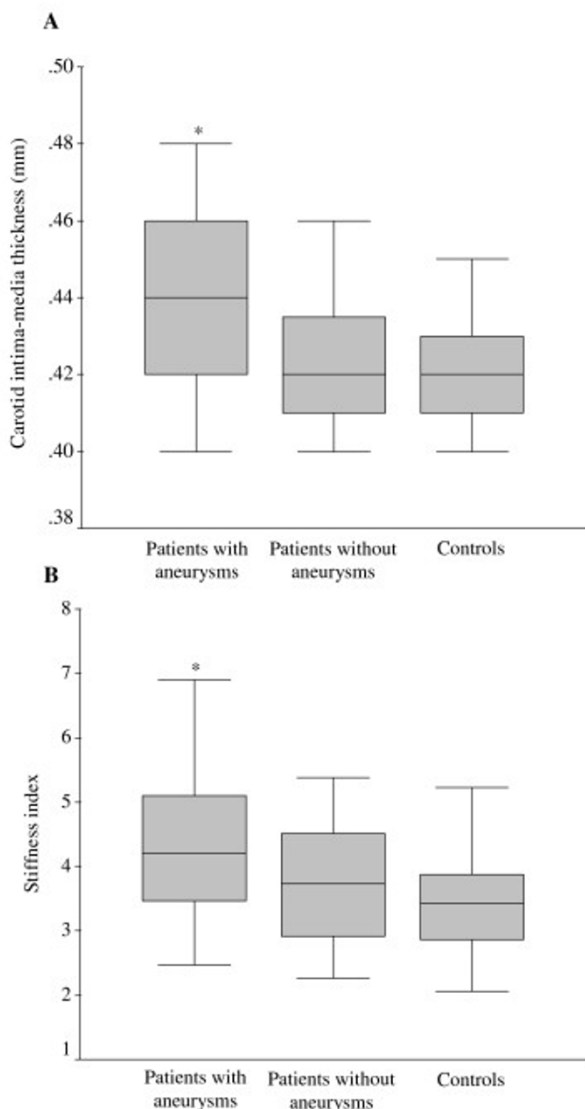 A
.50
.48
.46
.44
.42
.40
.38
Carotid intima-media thickness (mm)
*
Patients with
aneurysms
Patients without
aneurysms
Controls
B
8
7
6
5
4
3
2
1
Stiffness index
*
Patients with
aneurysms
Patients without
aneurysms
Controls